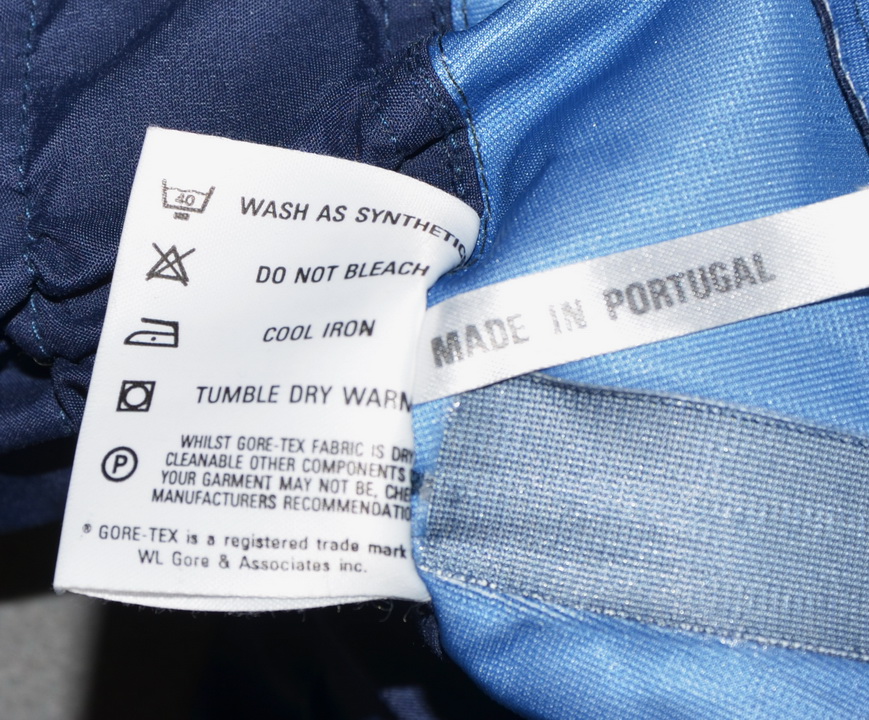 40
WASH AS SYNTHETIC
DO NOT BLEACH
COOL IRON
TUMBLE DRY WARM
P
WHILST GORE-TEX FABRIC IS DRY
CLEANABLE OTHER COMPONENTS
YOUR GARMENT MAY NOT BE, CHE
MANUFACTURERS RECOMMENDATIO
® GORE-TEX is a registered trade mark
WL Gore & Associates inc.
MADE IN PORTUGAL